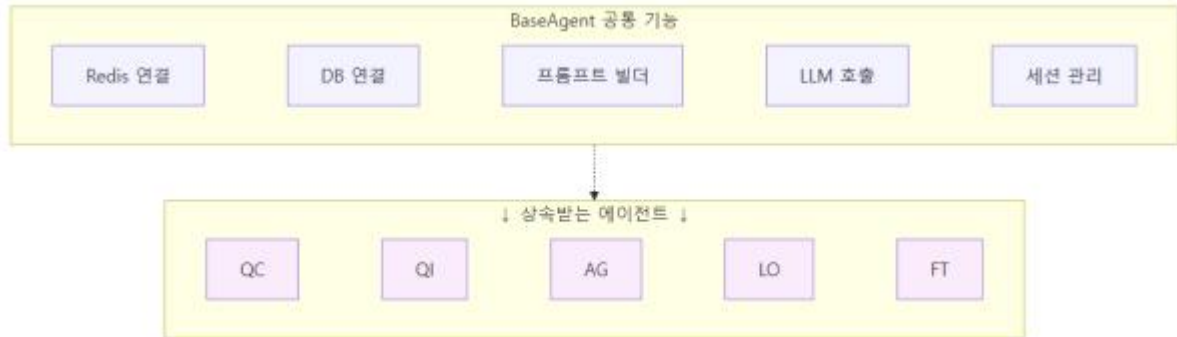 BaseAgent 공통 기능
Redis 연결 DB 연결 프롬프트 빌더 LLM 호출 세션 관리
↓ 상속받는 에이전트 ↓
QC QI AG LO FT